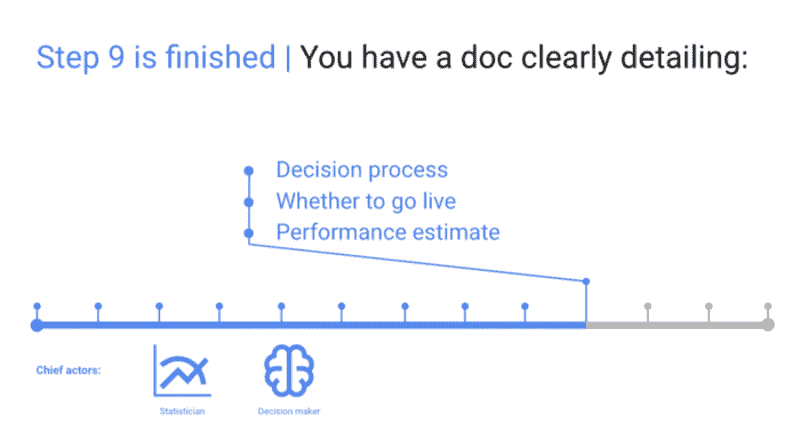 Step 9 is finished | You have a doc clearly detailing:
Decision process
Whether to go live
Performance estimate
Chief actors:
Statistician
Decision maker